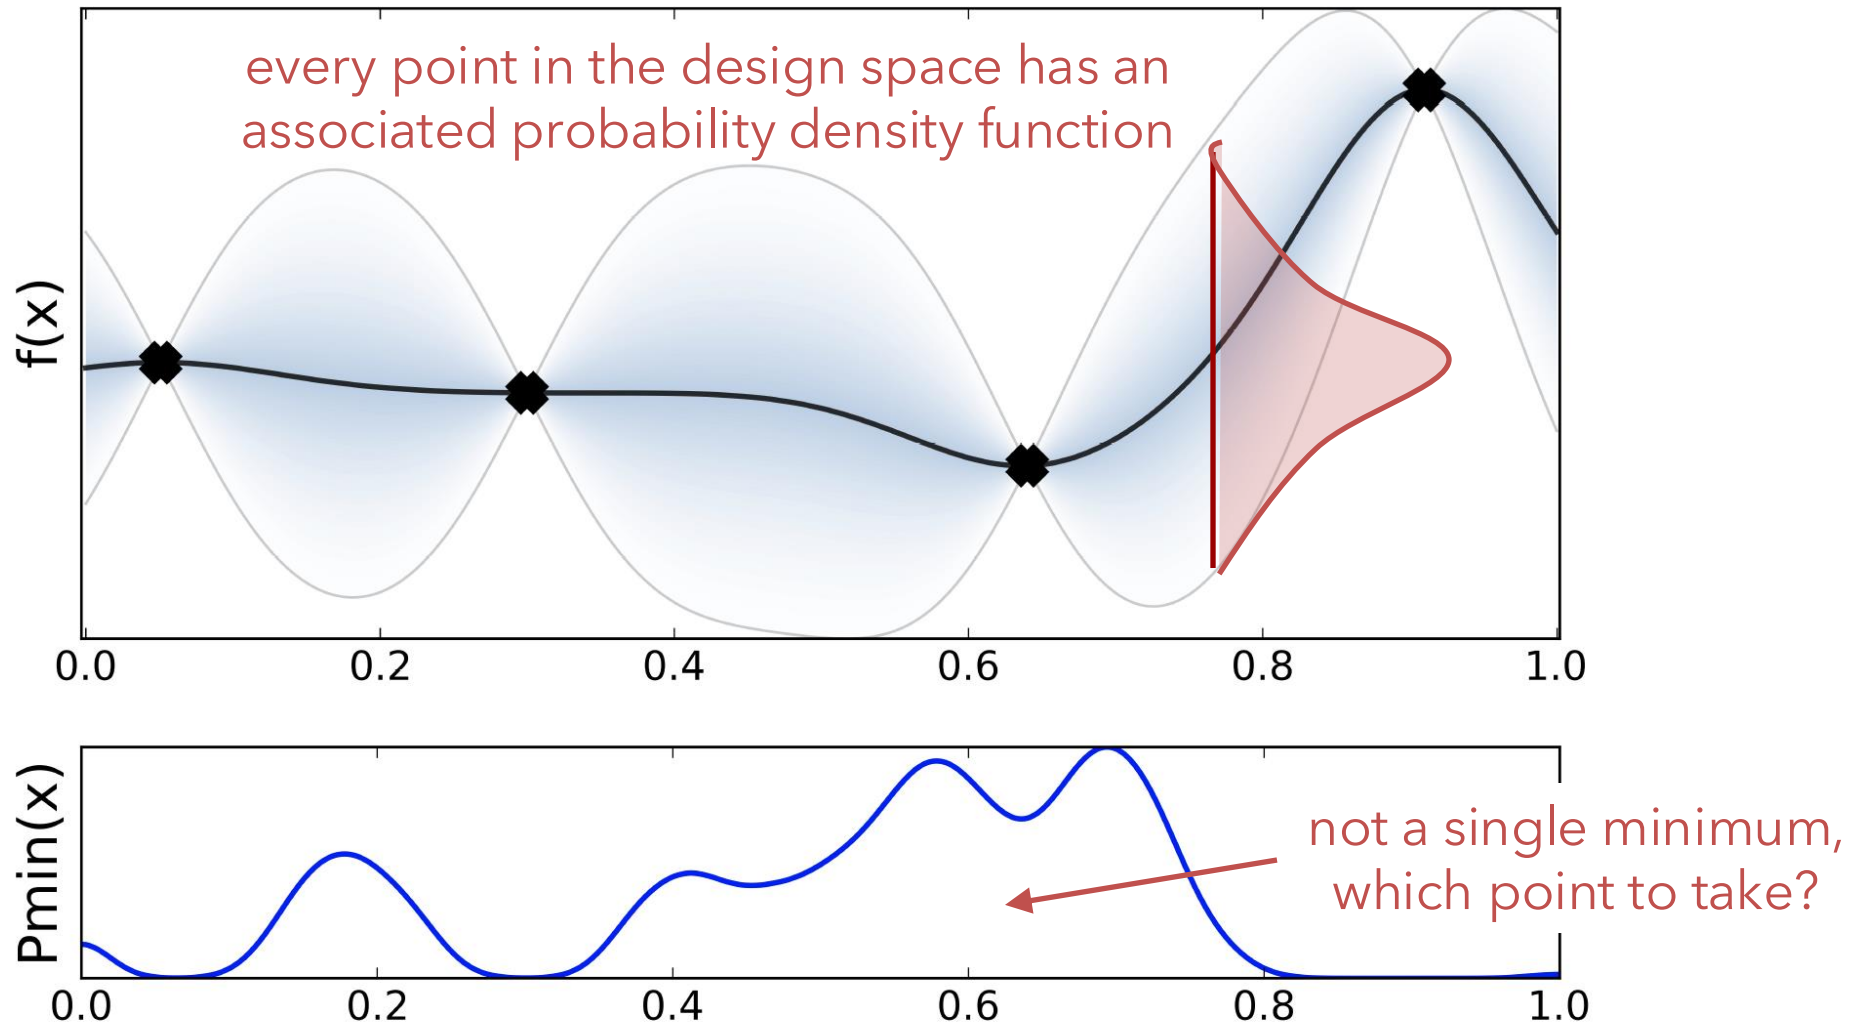 every point in the design space has an
associated probability density function
f(x)
0.0 0.2 0.4 0.6 0.8 1.0
Pmin(x)
not a single minimum,
which point to take?
0.0 0.2 0.4 0.6 0.8 1.0